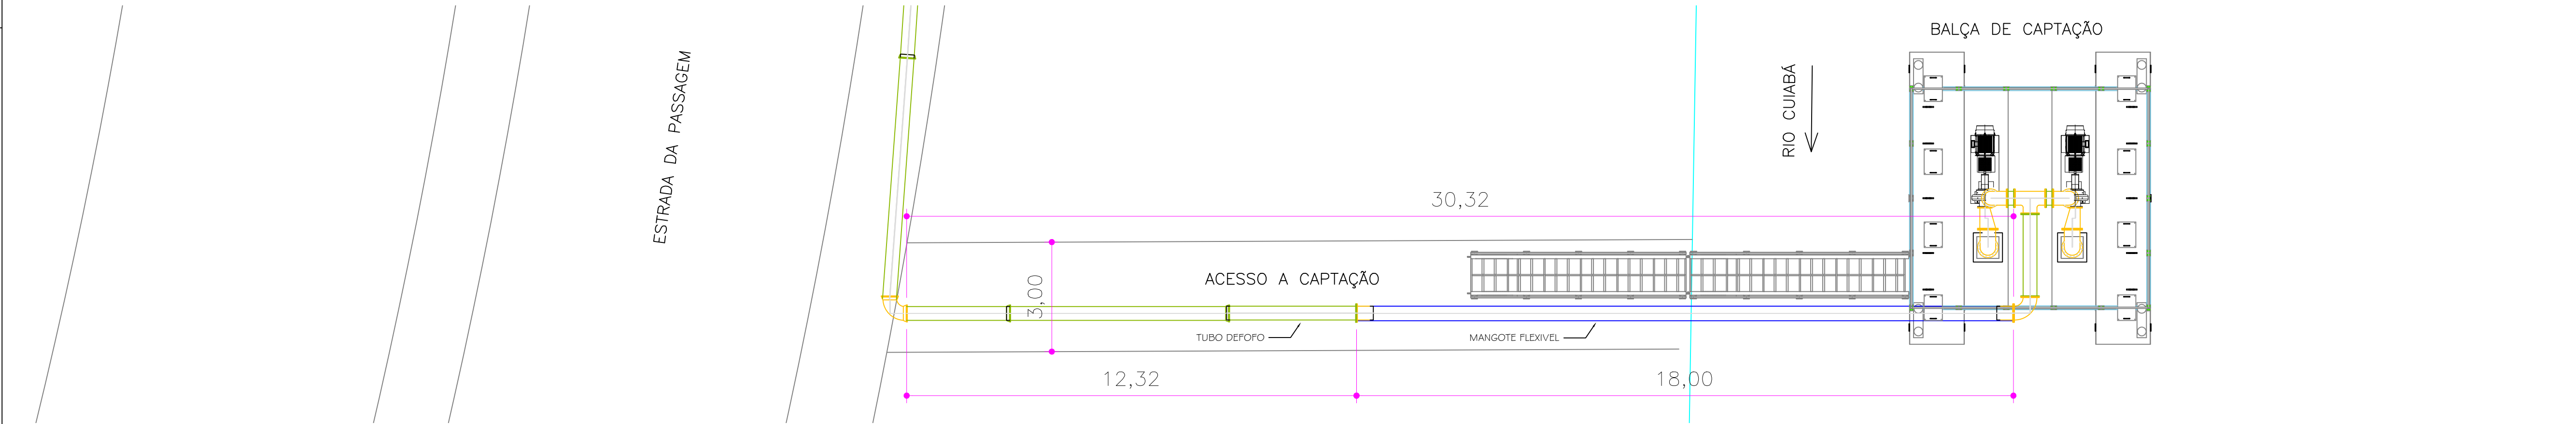 BALÇA DE CAPTAÇÃO
ESTRADA DA PASSAGEM
RIO CUIABÁ
30,32
ACESSO A CAPTAÇÃO
3,00
TUBO DEFOFO
MANGOTE FLEXIVEL
12,32
18,00